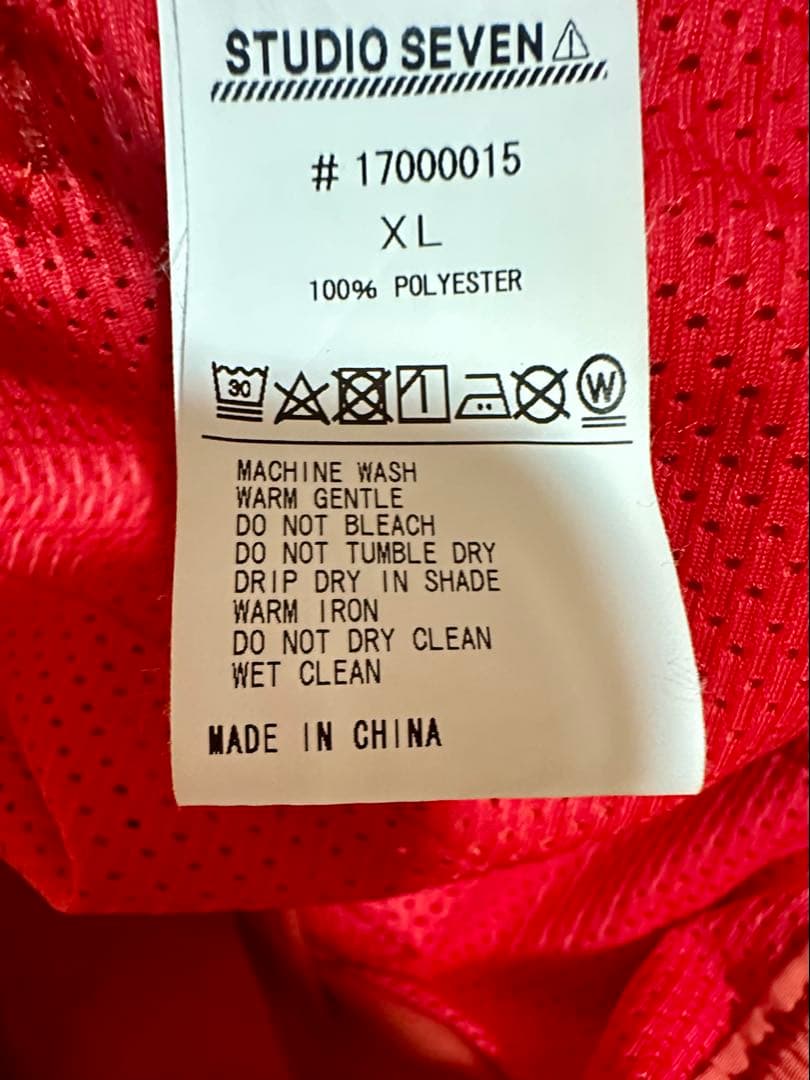 STUDIO SEVEN
# 17000015
XL
100% POLYESTER
30 W
MACHINE WASH
WARM GENTLE
DO NOT BLEACH
DO NOT TUMBLE DRY
DRIP DRY IN SHADE
WARM IRON
DO NOT DRY CLEAN
WET CLEAN
MADE IN CHINA